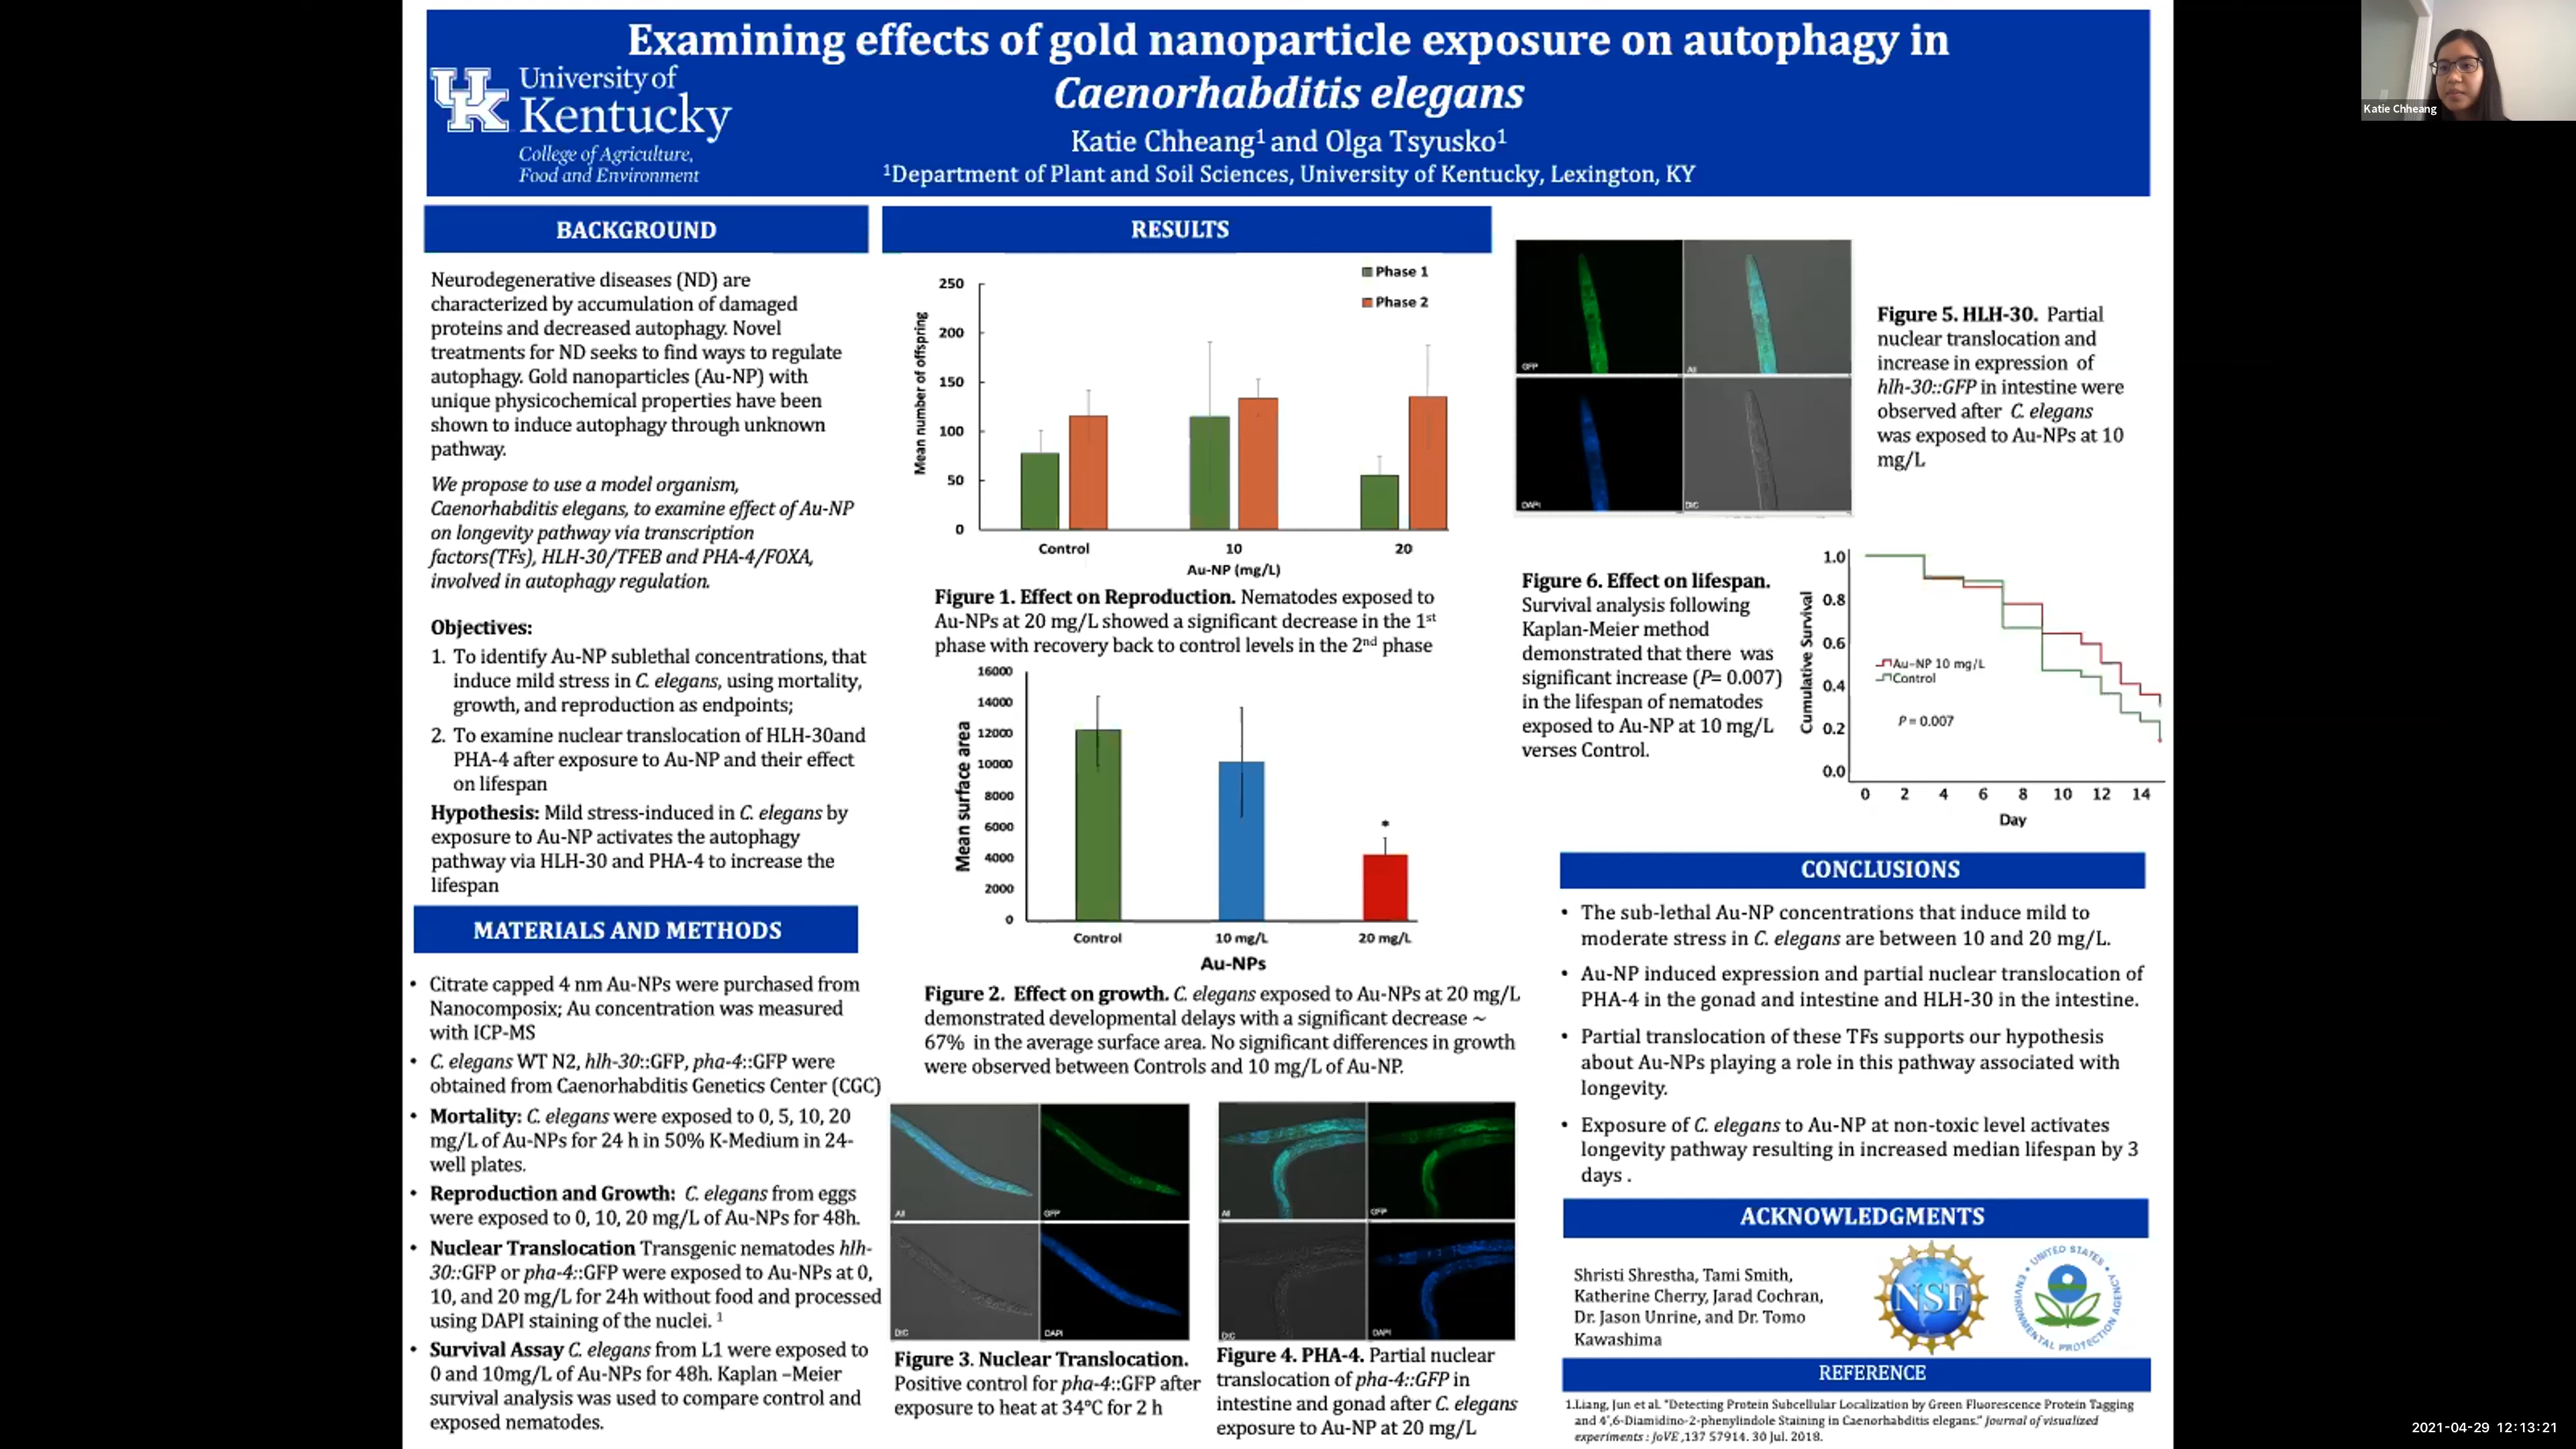 Examining effects of gold nanoparticle exposure on autophagy in
Caenorhabditis elegans
Katie Chheang1 and Olga Tsyusko1
1Department of Plant and Soil Sciences, University of Kentucky, Lexington, KY
UK
University of
Kentucky
College of Agriculture,
Food and Environment
Katie Chheang
BACKGROUND
Neurodegenerative diseases (ND) are
characterized by accumulation of damaged
proteins and decreased autophagy. Novel
treatments for ND seeks to find ways to regulate
autophagy. Gold nanoparticles (Au-NP) with
unique physicochemical properties have been
shown to induce autophagy through unknown
pathway.
We propose to use a model organism,
Caenorhabditis elegans, to examine effect of Au-NP
on longevity pathway via transcription
factors(TFs), HLH-30/TFEB and PHA-4/FOXA,
involved in autophagy regulation.
Objectives:
1. To identify Au-NP sublethal concentrations, that
induce mild stress in C. elegans, using mortality,
growth, and reproduction as endpoints;
2. To examine nuclear translocation of HLH-30and
PHA-4 after exposure to Au-NP and their effect
on lifespan
Hypothesis: Mild stress-induced in C. elegans by
exposure to Au-NP activates the autophagy
pathway via HLH-30 and PHA-4 to increase the
lifespan
MATERIALS AND METHODS
• Citrate capped 4 nm Au-NPs were purchased from
Nanocomposix; Au concentration was measured
with ICP-MS
• C. elegans WT N2, hlh-30::GFP, pha-4::GFP were
obtained from Caenorhabditis Genetics Center (CGC)
• Mortality: C. elegans were exposed to 0, 5, 10, 20
mg/L of Au-NPs for 24 h in 50% K-Medium in 24-
well plates.
• Reproduction and Growth: C. elegans from eggs
were exposed to 0, 10, 20 mg/L of Au-NPs for 48h.
• Nuclear Translocation Transgenic nematodes hlh-
30::GFP or pha-4::GFP were exposed to Au-NPs at 0,
10, and 20 mg/L for 24h without food and processed
using DAPI staining of the nuclei. 1
• Survival Assay C. elegans from L1 were exposed to
0 and 10mg/L of Au-NPs for 48h. Kaplan –Meier
survival analysis was used to compare control and
exposed nematodes.
RESULTS
Phase 1
Phase 2
Mean number of offspring
250
200
150
100
50
0
Control 10 20
Au-NP (mg/L)
Figure 1. Effect on Reproduction. Nematodes exposed to
Au-NPs at 20 mg/L showed a significant decrease in the 1st
phase with recovery back to control levels in the 2nd phase
Mean surface area
16000
14000
12000
10000
8000
6000
4000
2000
0
*
Control 10 mg/L 20 mg/L
Au-NPs
Figure 2. Effect on growth. C. elegans exposed to Au-NPs at 20 mg/L
demonstrated developmental delays with a significant decrease ~
67% in the average surface area. No significant differences in growth
were observed between Controls and 10 mg/L of Au-NP.
All GFP
DIC DAPI
Figure 3. Nuclear Translocation.
Positive control for pha-4::GFP after
exposure to heat at 34°C for 2 h
All GFP
DIC DAPI
Figure 4. PHA-4. Partial nuclear
translocation of pha-4::GFP in
intestine and gonad after C. elegans
exposure to Au-NP at 20 mg/L
GFP All
DAPI DIC
Figure 5. HLH-30. Partial
nuclear translocation and
increase in expression of
hlh-30::GFP in intestine were
observed after C. elegans
was exposed to Au-NPs at 10
mg/L
Figure 6. Effect on lifespan.
Survival analysis following
Kaplan-Meier method
demonstrated that there was
significant increase (P= 0.007)
in the lifespan of nematodes
exposed to Au-NP at 10 mg/L
verses Control.
Cumulative Survival
1.0
0.8
0.6
0.4
0.2
0.0
Au-NP 10 mg/L
Control
P = 0.007
0 2 4 6 8 10 12 14
Day
CONCLUSIONS
• The sub-lethal Au-NP concentrations that induce mild to
moderate stress in C. elegans are between 10 and 20 mg/L.
• Au-NP induced expression and partial nuclear translocation of
PHA-4 in the gonad and intestine and HLH-30 in the intestine.
• Partial translocation of these TFs supports our hypothesis
about Au-NPs playing a role in this pathway associated with
longevity.
• Exposure of C. elegans to Au-NP at non-toxic level activates
longevity pathway resulting in increased median lifespan by 3
days .
ACKNOWLEDGMENTS
Shristi Shrestha, Tami Smith,
Katherine Cherry, Jarad Cochran,
Dr. Jason Unrine, and Dr. Tomo
Kawashima
NSF
UNITED STATES
ENVIRONMENTAL PROTECTION AGENCY
REFERENCE
1.Liang, Jun et al. "Detecting Protein Subcellular Localization by Green Fluorescence Protein Tagging
and 4',6-Diamidino-2-phenylindole Staining in Caenorhabditis elegans." Journal of visualized
experiments : JoVE ,137 57914. 30 Jul. 2018.
2021-04-29 12:13:21